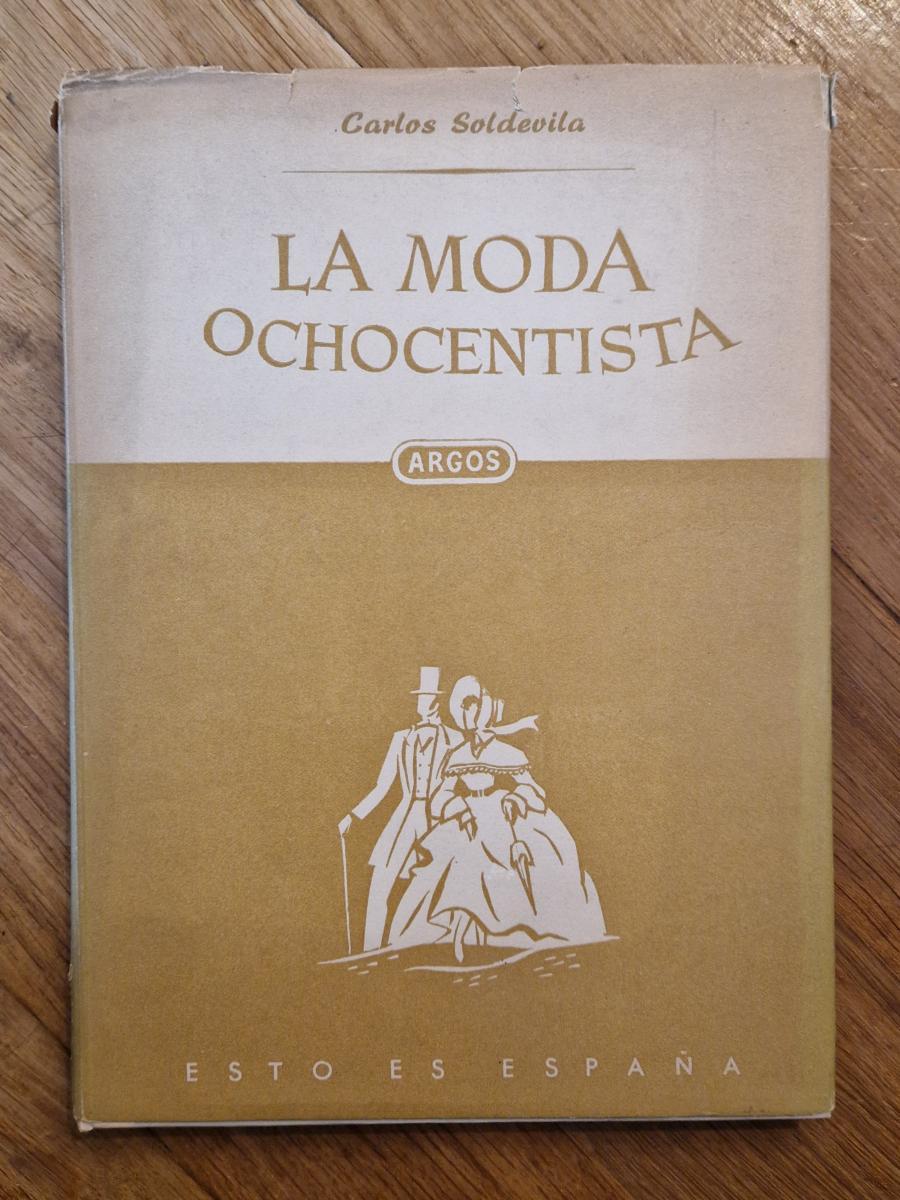 Carlos Soldevila
LA MODA
OCHOCENTISTA
ARGOS
ESTO ES ESPAÑA